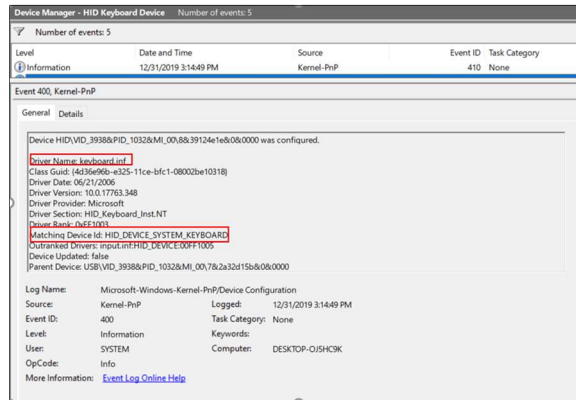 Device Manager - HID Keyboard Device Number of events: 5
Number of events: 5
Level Date and Time Source Event ID Task Category
Information 12/31/2019 3:14:49 PM Kernel-PnP 410 None
Event 400, Kernel-PnP
General Details
Device HID\VID_3938&PID_1032&MI_00\8&39124e1e&0&0000 was configured.
Driver Name: keyboard.inf
Class Guid: {4d36e96b-e325-11ce-bfc1-08002be10318}
Driver Date: 06/21/2006
Driver Version: 10.0.17763.348
Driver Provider: Microsoft
Driver Section: HID_Keyboard_Inst.NT
Driver Rank: 0xFF1003
Matching Device Id: HID_DEVICE_SYSTEM_KEYBOARD
Outranked Drivers: input.inf:HID_DEVICE:00FF1005
Device Updated: false
Parent Device: USB\VID_3938&PID_1032&MI_00\7&2a32d15b&0&0000
Log Name: Microsoft-Windows-Kernel-PnP/Device Configuration
Source: Kernel-PnP Logged: 12/31/2019 3:14:49 PM
Event ID: 400 Task Category: None
Level: Information Keywords:
User: SYSTEM Computer: DESKTOP-OJ5HC9K
OpCode: Info
More Information: Event Log Online Help